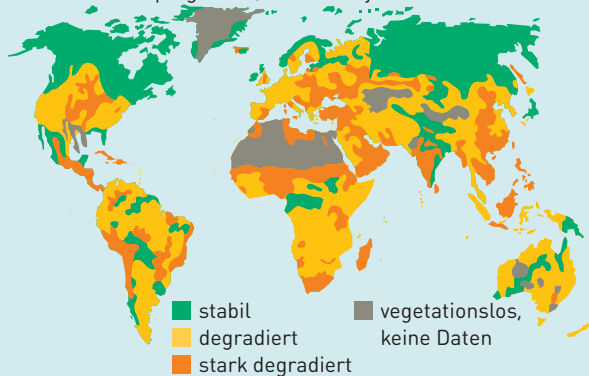 stabil
degradiert
stark degradiert
vegetationslos,
keine Daten